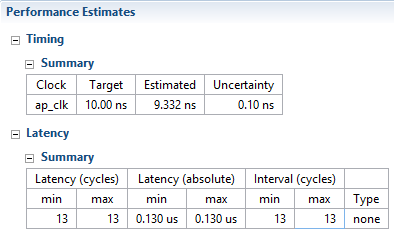 Performance Estimates
Timing
Summary
Clock Target Estimated Uncertainty
ap_clk 10.00 ns 9.332 ns 0.10 ns
Latency
Summary
Latency (cycles) Latency (absolute) Interval (cycles)
min max min max min max Type
13 13 0.130 us 0.130 us 13 13 none